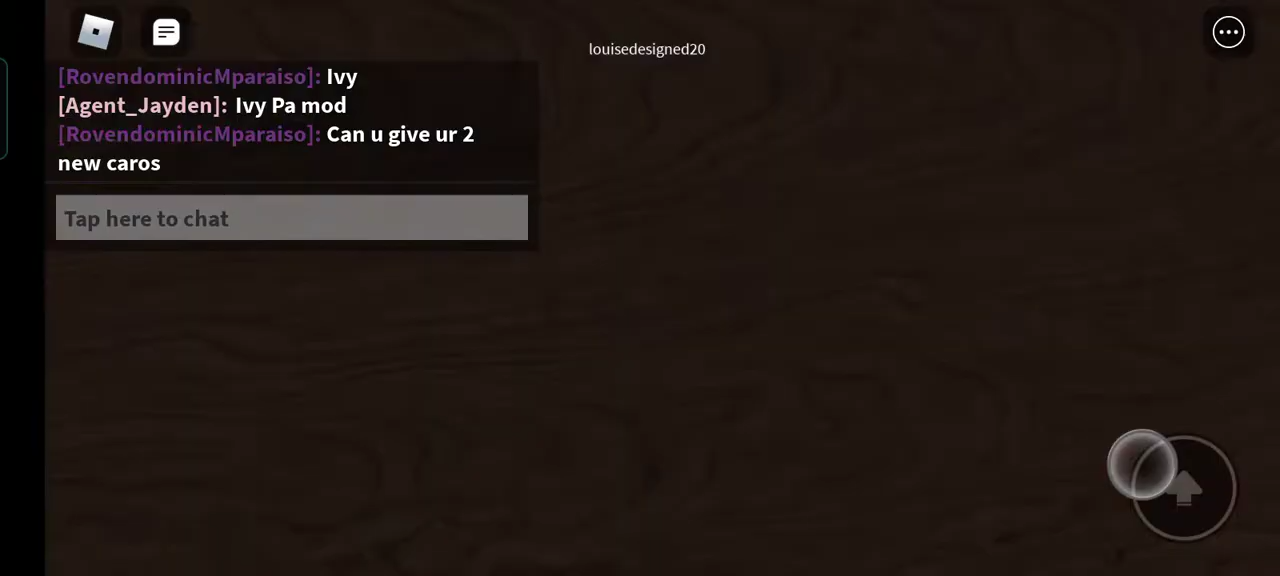 louisedesigned20
[RovendominicMparaiso]: Ivy
[Agent_Jayden]: Ivy Pa mod
[RovendominicMparaiso]: Can u give ur 2
new caros
Tap here to chat